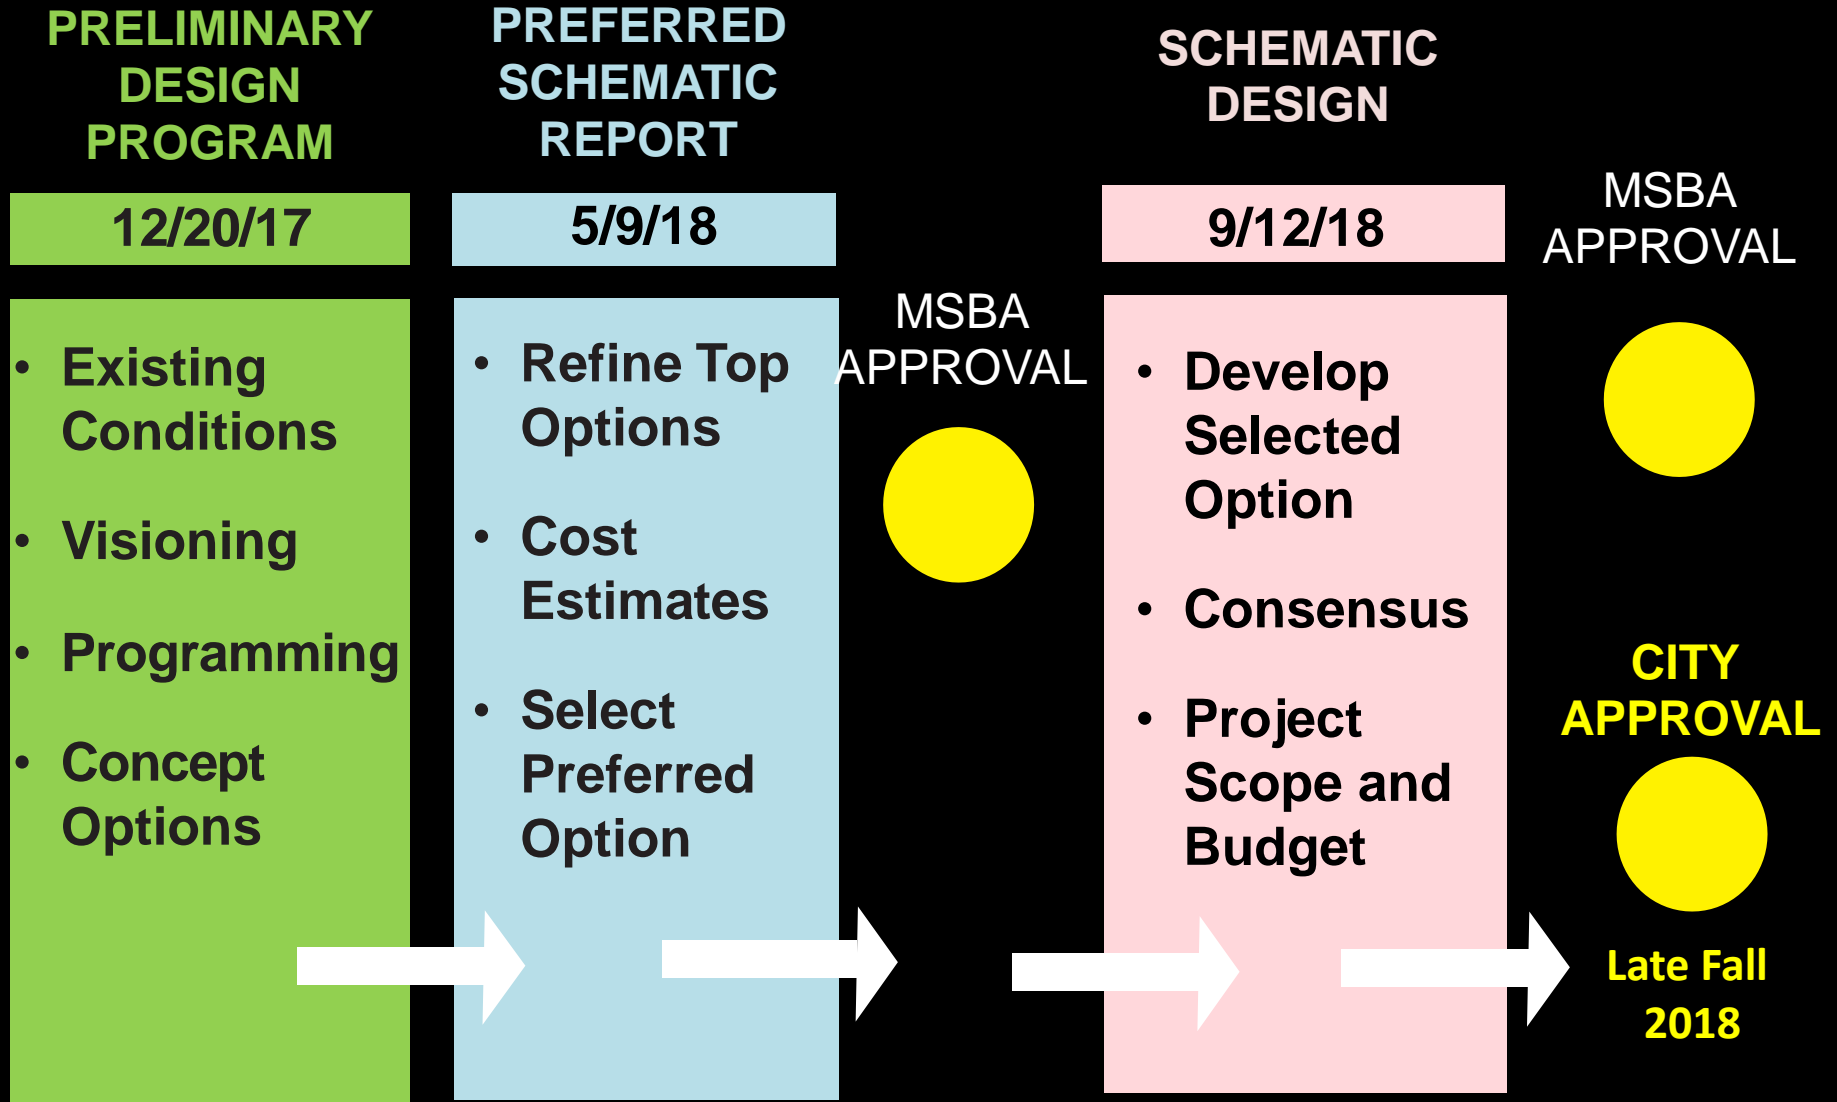 PRELIMINARY
DESIGN
PROGRAM
12/20/17
• Existing
Conditions
• Visioning
• Programming
• Concept
Options
PREFERRED
SCHEMATIC
REPORT
5/9/18
• Refine Top
Options
• Cost
Estimates
• Select
Preferred
Option
MSBA
APPROVAL
SCHEMATIC
DESIGN
9/12/18
• Develop
Selected
Option
• Consensus
• Project
Scope and
Budget
MSBA
APPROVAL
CITY
APPROVAL
Late Fall
2018